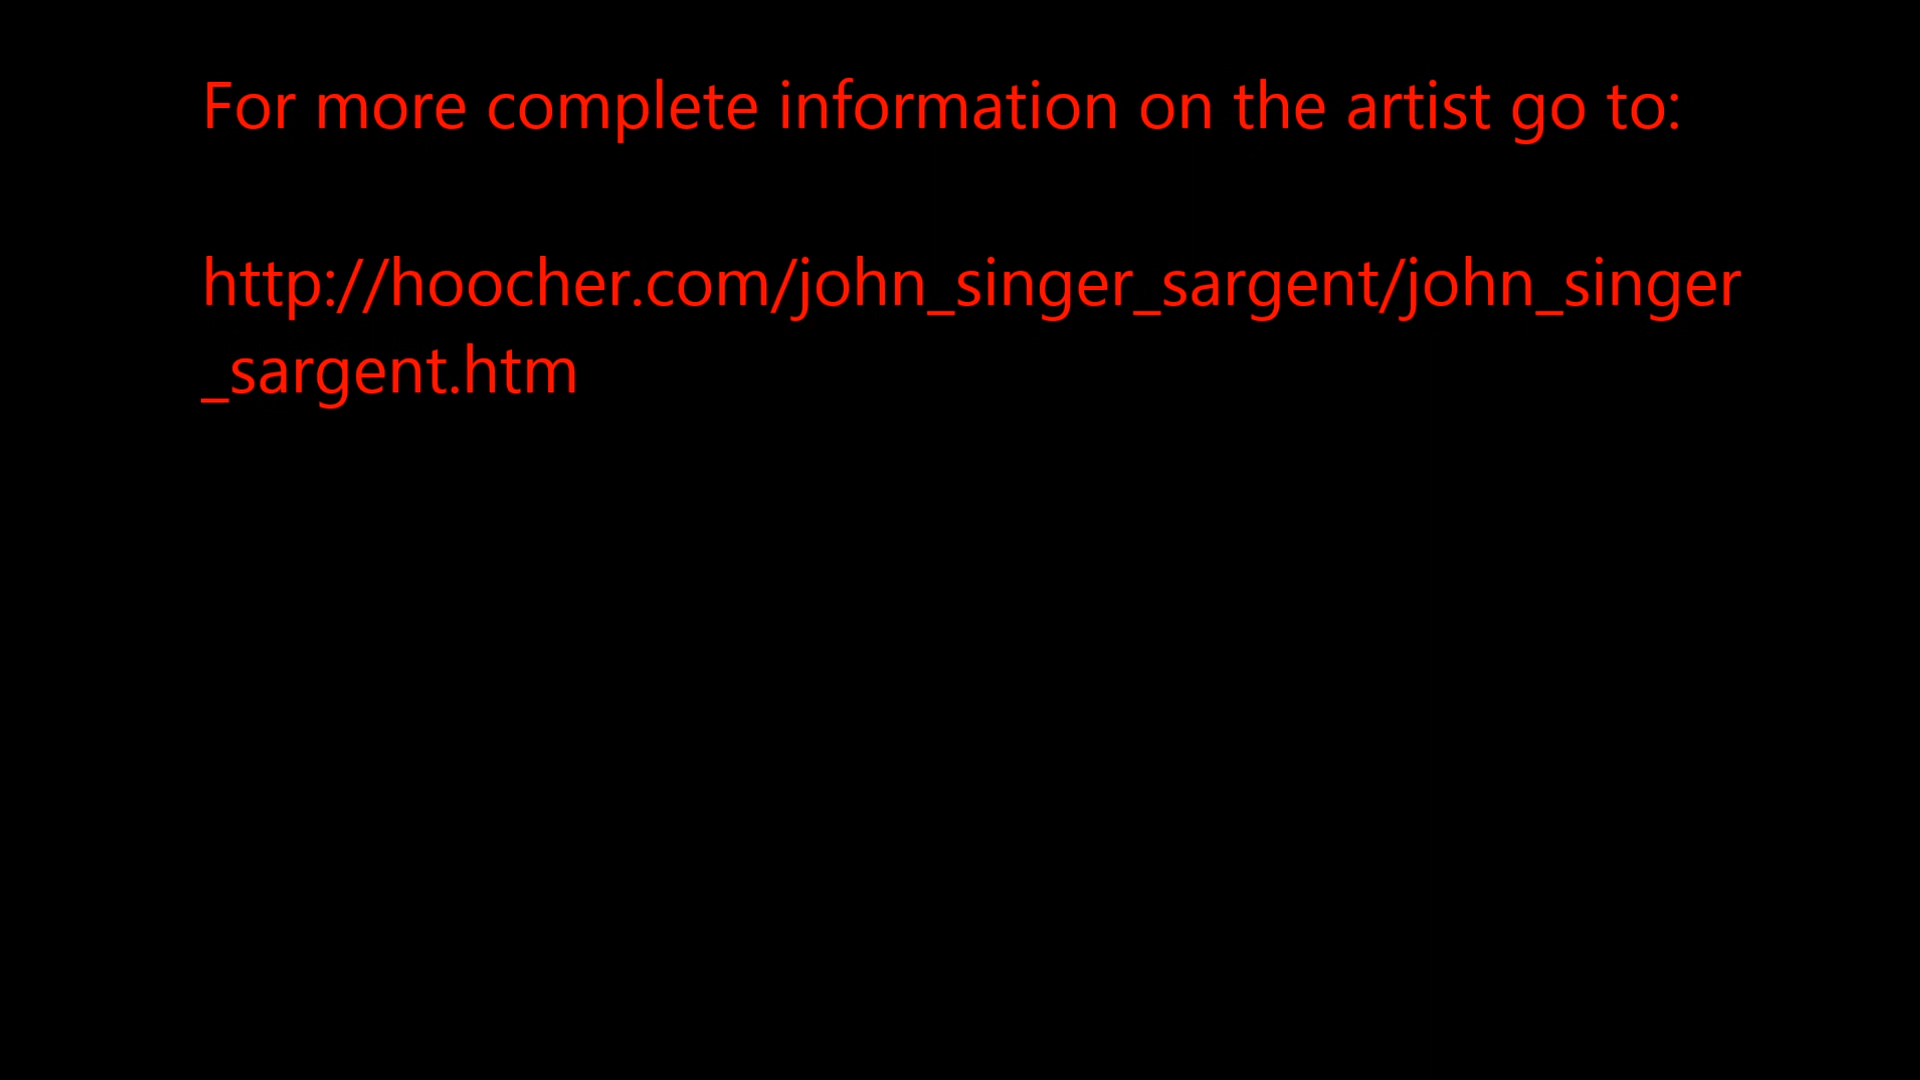 For more complete information on the artist go to:
http://hoocher.com/john_singer_sargent/john_singer
_sargent.htm